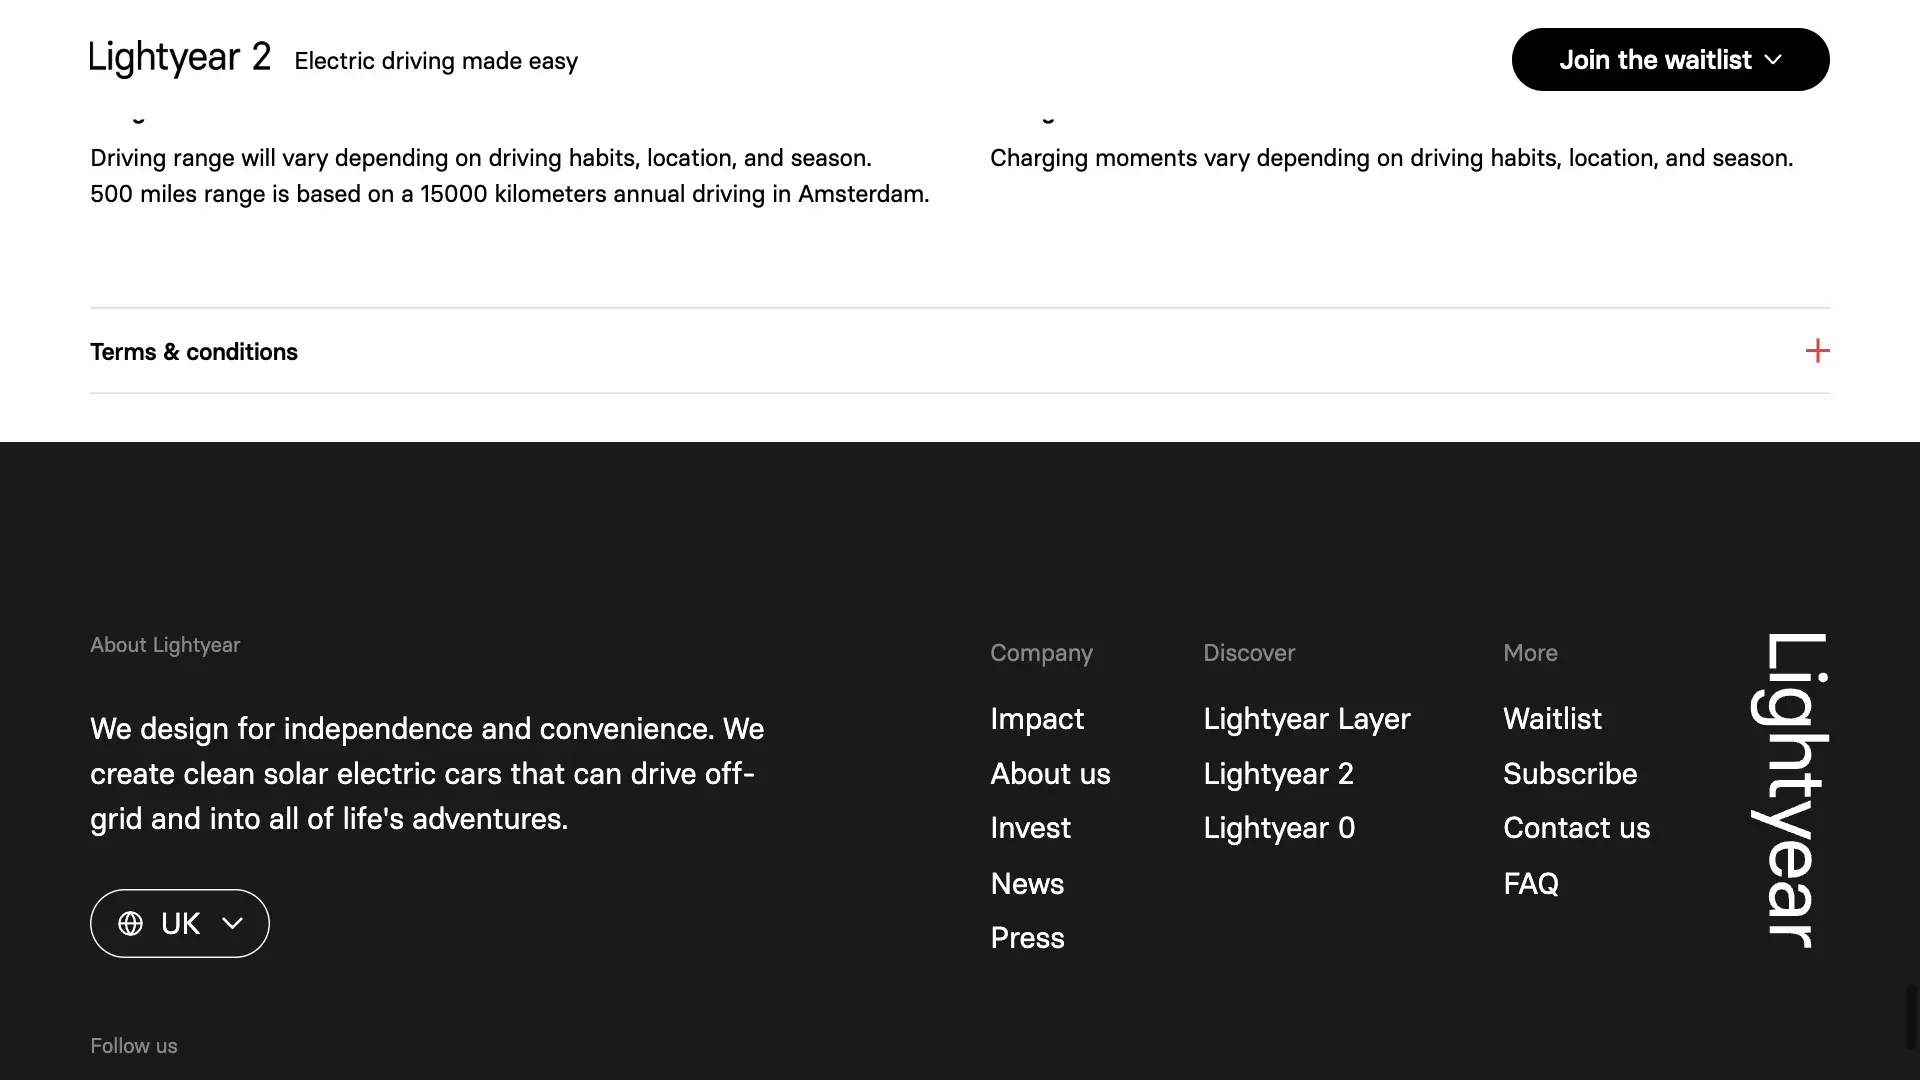 Lightyear 2 Electric driving made easy
Join the waitlist
Driving range will vary depending on driving habits, location, and season.
500 miles range is based on a 15000 kilometers annual driving in Amsterdam.
Charging moments vary depending on driving habits, location, and season.
Terms & conditions
About Lightyear
We design for independence and convenience. We
create clean solar electric cars that can drive off-
grid and into all of life's adventures.
UK
Follow us
Company
Impact
About us
Invest
News
Press
Discover
Lightyear Layer
Lightyear 2
Lightyear 0
More
Waitlist
Subscribe
Contact us
FAQ
Lightyear